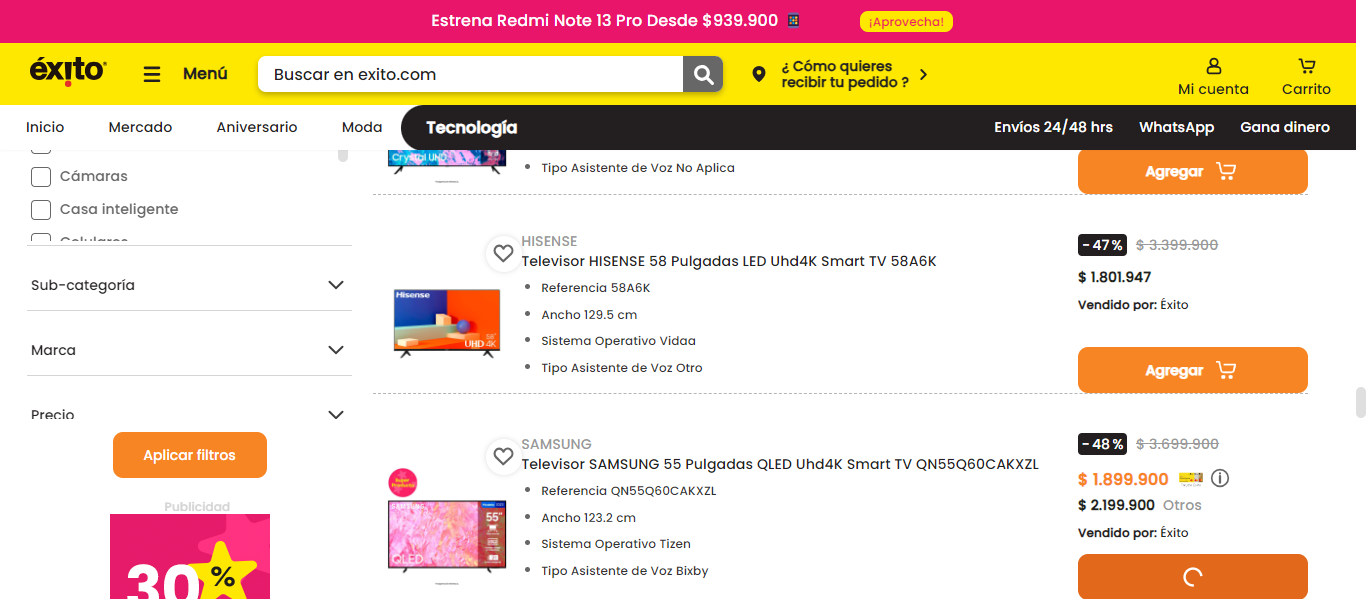 Estrena Redmi Note 13 Pro Desde $939.900
¡Aprovecha!
éxito
Menú
Buscar en exito.com
¿ Cómo quieres
recibir tu pedido ?
Mi cuenta
Carrito
Inicio
Mercado
Aniversario
Moda
Tecnología
Envíos 24/48 hrs
WhatsApp
Gana dinero
Cámaras
Casa inteligente
Celulares
Sub-categoría
Marca
Precio
Aplicar filtros
Publicidad
30%
Crystal UHD
Tipo Asistente de Voz No Aplica
Agregar
HISENSE
Televisor HISENSE 58 Pulgadas LED Uhd4K Smart TV 58A6K
Hisense
58"
UHD 4K
Referencia 58A6K
Ancho 129.5 cm
Sistema Operativo Vidaa
Tipo Asistente de Voz Otro
-47%
$ 3.399.900
$ 1.801.947
Vendido por: Éxito
Agregar
SAMSUNG
Televisor SAMSUNG 55 Pulgadas QLED Uhd4K Smart TV QN55Q60CAKXZL
Super
Producto
SAMSUNG
55"
QLED
Referencia QN55Q60CAKXZL
Ancho 123.2 cm
Sistema Operativo Tizen
Tipo Asistente de Voz Bixby
-48%
$ 3.699.900
$ 1.899.900
$ 2.199.900 Otros
Vendido por: Éxito